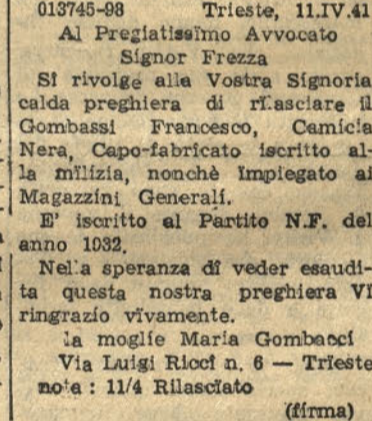 013745-98 Trieste, 11.IV.41
Al Pregiatissimo Avvocato
Signor Frezza
Si rivolge alla Vostra Signoria
calda preghiera di rilasciare il
Gombassi Francesco, Camicia
Nera, Capo-fabricato iscritto al-
la milizia, nonchè impiegato ai
Magazzini Generali.
E' iscritto al Partito N.F. del
anno 1032.
Nella speranza di veder esaudi-
ta questa nostra preghiera Vi
ringrazio vivamente.
la moglie Maria Gombacci
Via Luigi Ricci n. 6 — Trieste
nota : 11/4 Rilasciato
(firma)